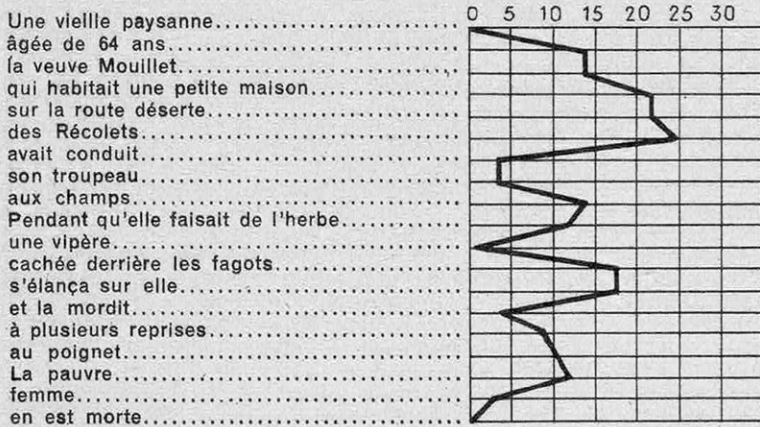 0 5 10 15 20 25 30
Une vieille paysanne
âgée de 64 ans
la veuve Mouillet
qui habitait une petite maison
sur la route déserte
des Récolets
avait conduit
son troupeau
aux champs
Pendant qu'elle faisait de l'herbe
une vipère
cachée derrière les fagots
s'élança sur elle
et la mordit
à plusieurs reprises
au poignet
La pauvre
femme
en est morte